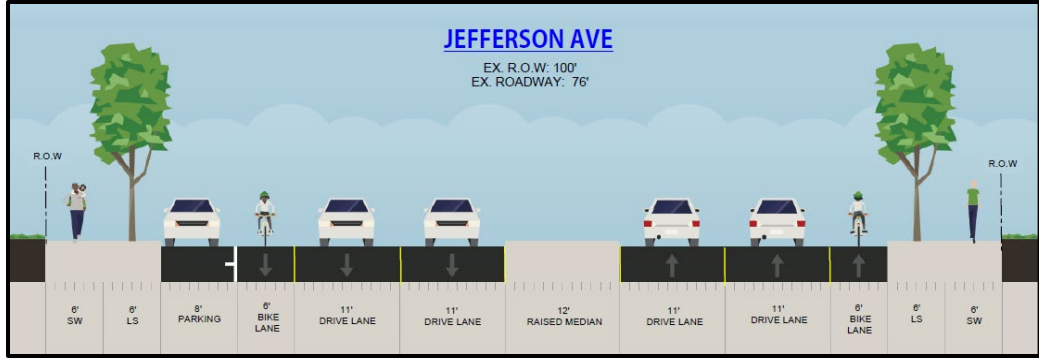 JEFFERSON AVE
EX. R.O.W: 100'
EX. ROADWAY: 76'
R.O.W
R.O.W
6'
SW
6'
LS
8'
PARKING
6'
BIKE
LANE
11'
DRIVE LANE
11'
DRIVE LANE
12'
RAISED MEDIAN
11'
DRIVE LANE
11'
DRIVE LANE
6'
BIKE
LANE
6'
LS
6'
SW